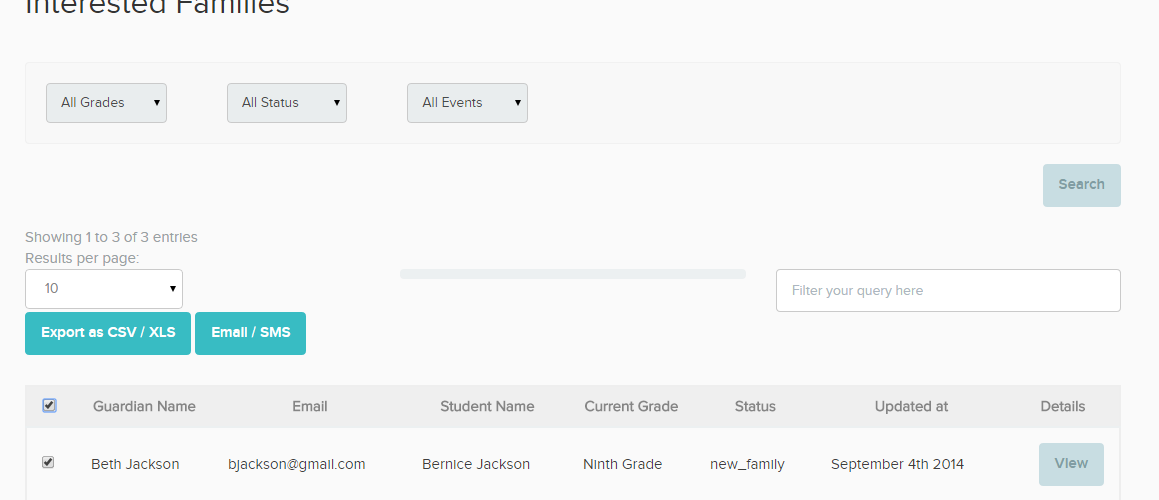 Interested Families
All Grades All Status All Events
Search
Showing 1 to 3 of 3 entries
Results per page:
10 Filter your query here
Export as CSV / XLS Email / SMS
Guardian Name Email Student Name Current Grade Status Updated at Details
Beth Jackson bjackson@gmail.com Bernice Jackson Ninth Grade new_family September 4th 2014 View